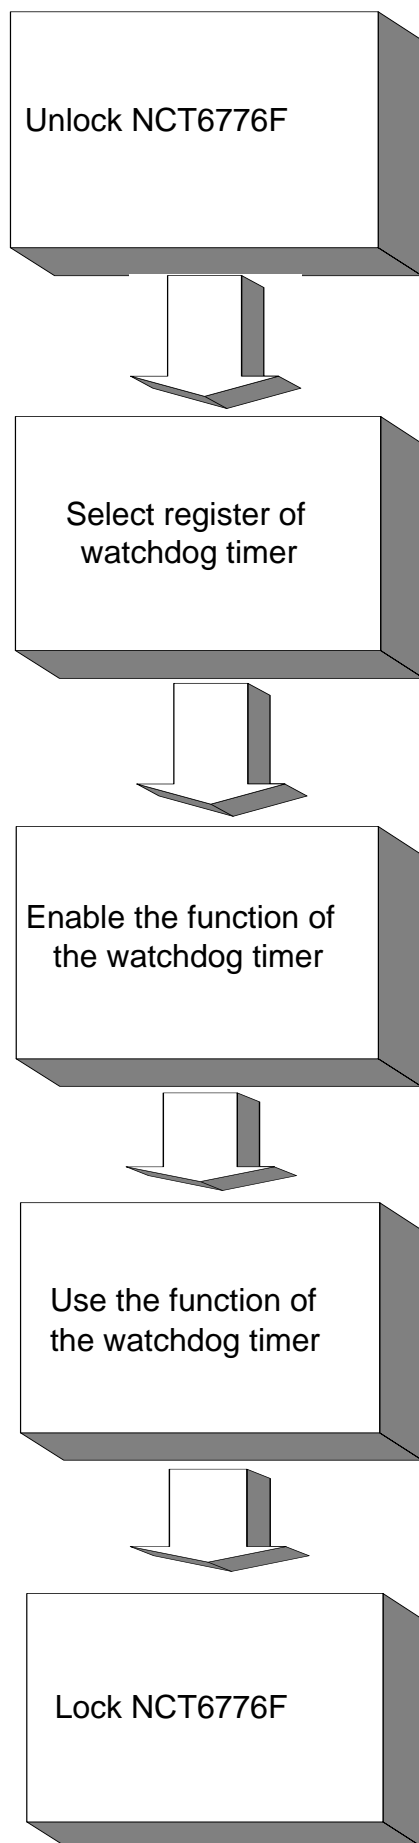 Unlock NCT6776F
Select register of
watchdog timer
Enable the function of
the watchdog timer
Use the function of
the watchdog timer
Lock NCT6776F